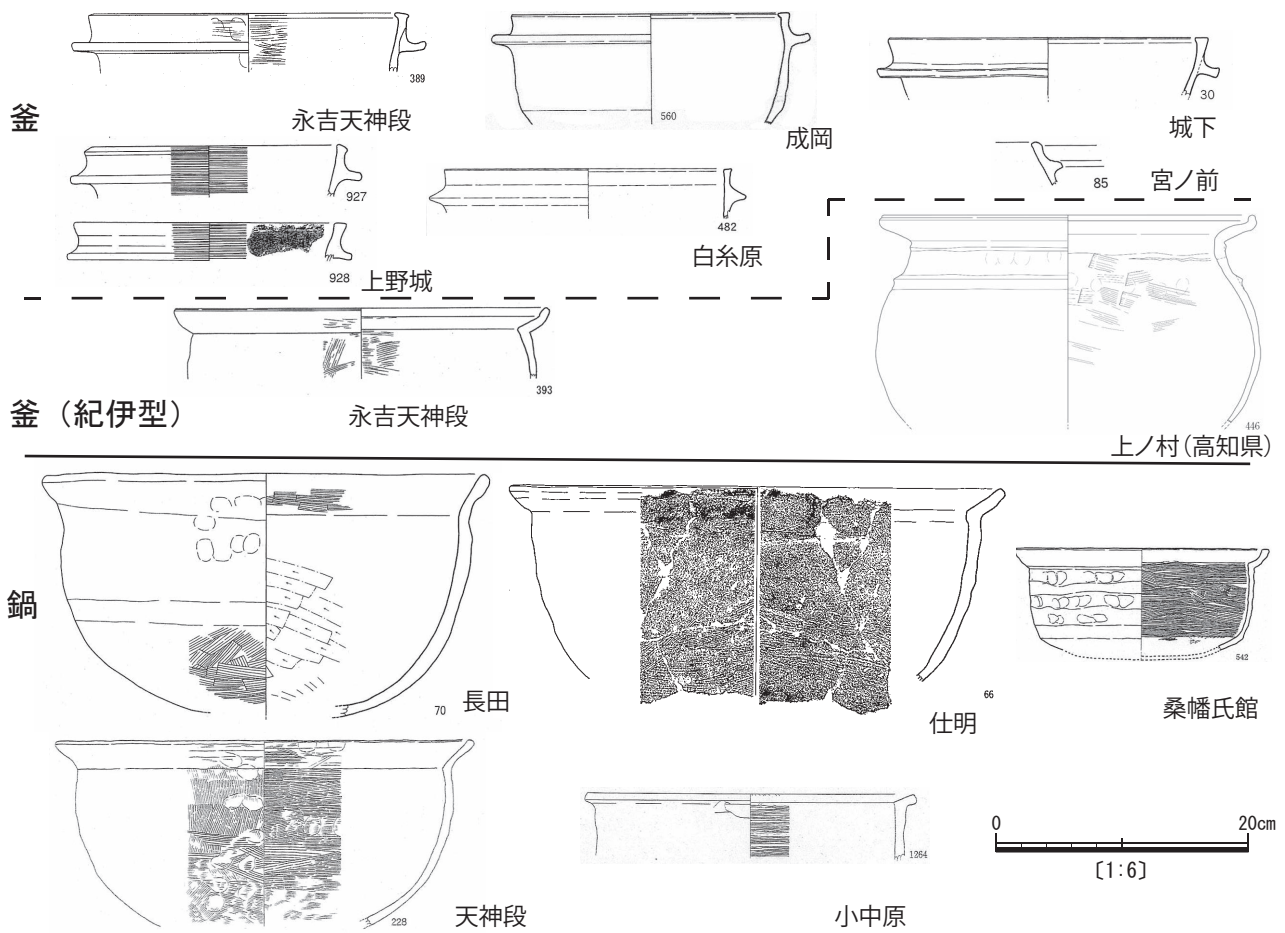 釜
389
永吉天神段
560
成岡
30
城下
927
928
上野城
482
白糸原
85
宮ノ前
釜（紀伊型）
393
永吉天神段
446
上ノ村（高知県）
鍋
70
長田
66
仕明
542
桑幡氏館
228
天神段
1264
小中原
0
20cm
〔1:6〕